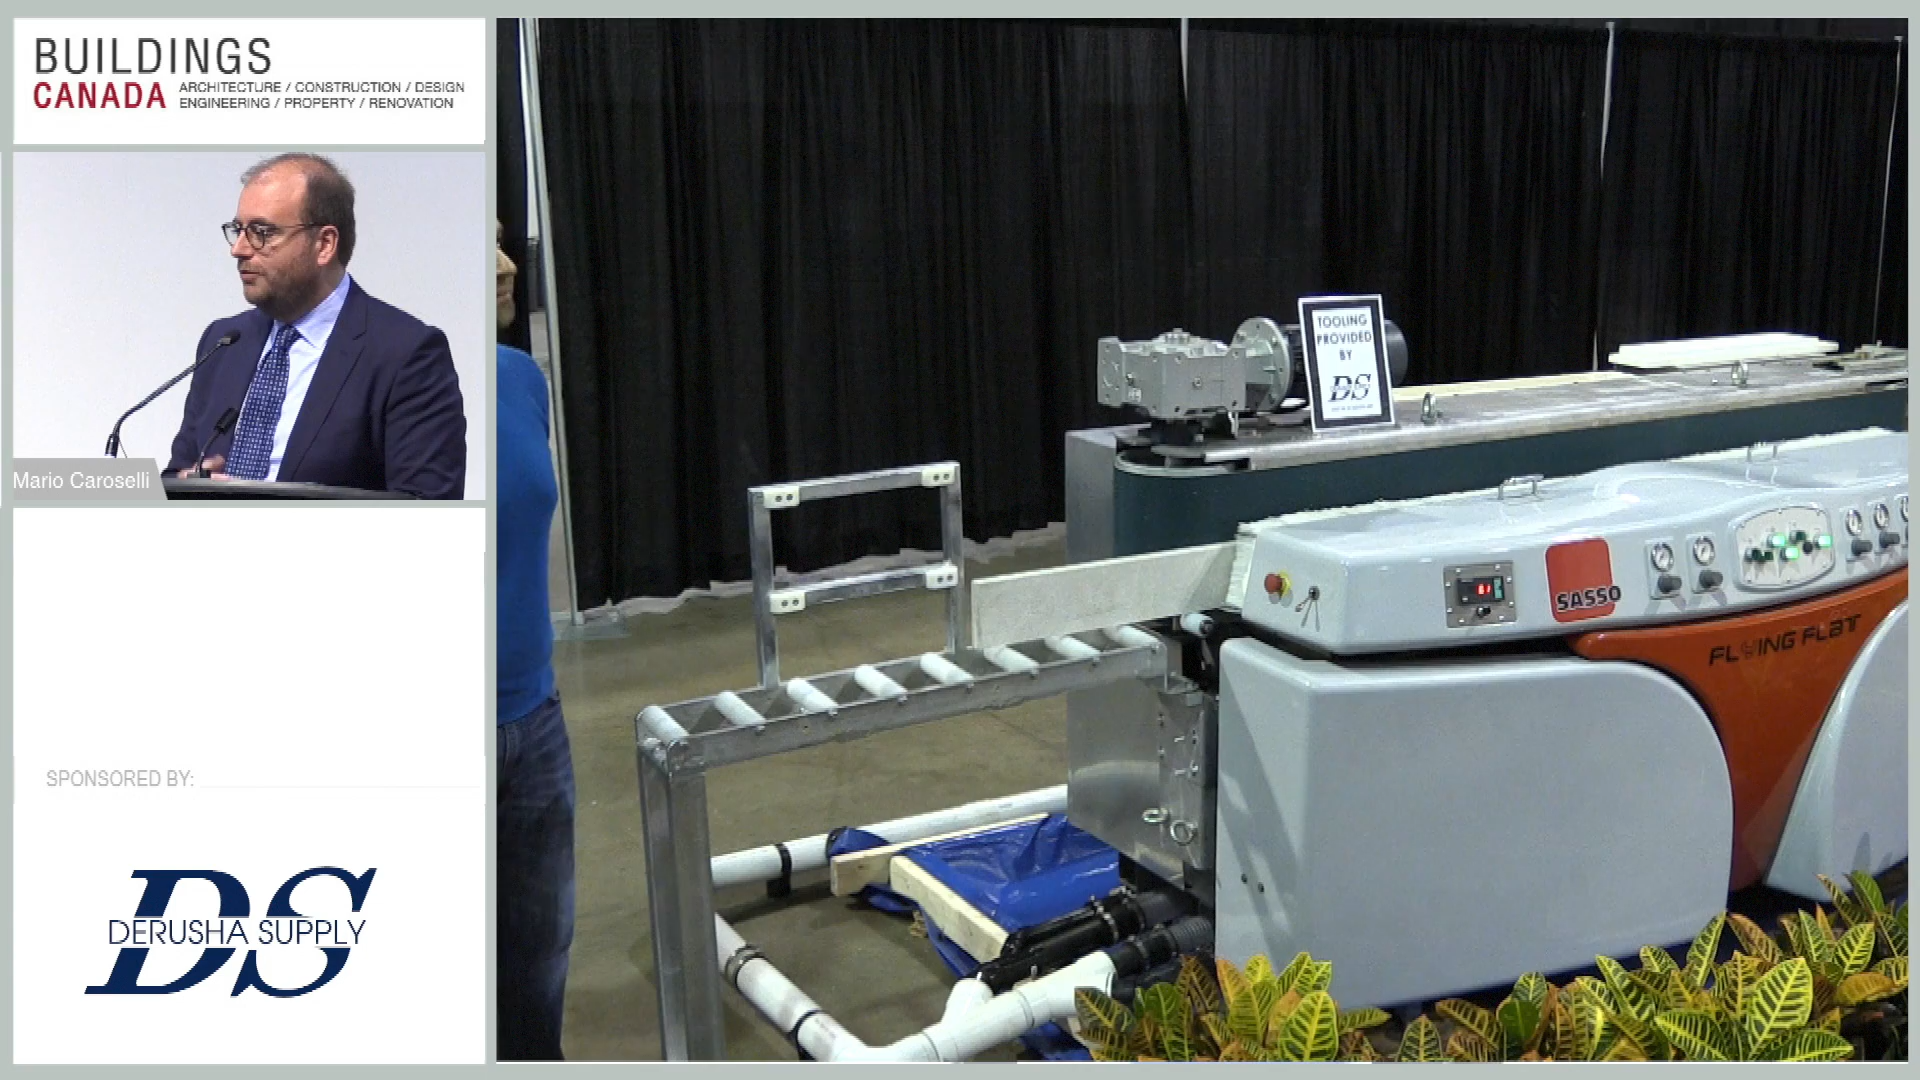 BUILDINGS
CANADA
ARCHITECTURE / CONSTRUCTION / DESIGN
ENGINEERING / PROPERTY / RENOVATION
Mario Caroselli
SPONSORED BY:
DS
DERUSHA SUPPLY
TOOLING
PROVIDED
BY
DS
SASSO
FLYING FLAT